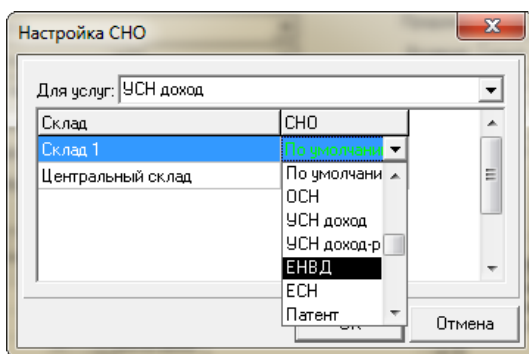 Настройка СНО
Для услуг: УСН доход
Склад СНО
Склад 1 По умолчани
Центральный склад
По умолчани
ОСН
УСН доход
УСН доход-р
ЕНВД
ЕСН
Патент
Отмена